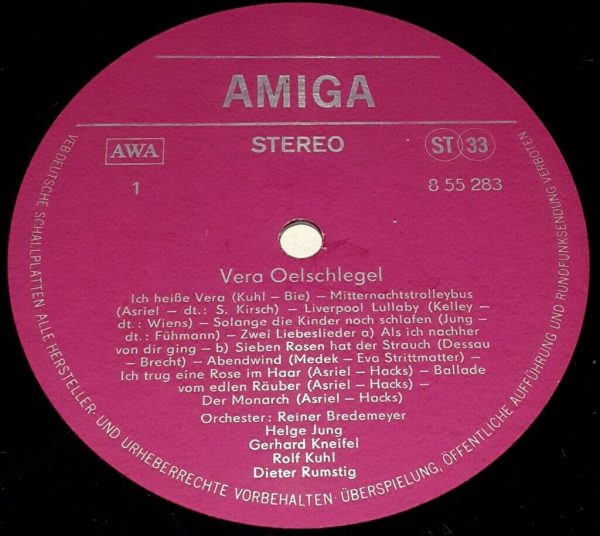 AMIGA
STEREO
AWA
ST 33
1
8 55 283
Vera Oelschlegel
Ich heiße Vera (Kuhl – Bie) – Mitternachtstrolleybus
(Asriel – dt.: S. Kirsch) – Liverpool Lullaby (Kelley –
dt.: Wiens) – Solange die Kinder noch schlafen (Jung –
dt.: Fühmann) – Zwei Liebeslieder a) Als ich nachher
von dir ging – b) Sieben Rosen hat der Strauch (Dessau
– Brecht) – Abendwind (Medek – Eva Strittmatter) –
Ich trug eine Rose im Haar (Asriel – Hacks) – Ballade
vom edlen Räuber (Asriel – Hacks) –
Der Monarch (Asriel – Hacks)
Orchester: Reiner Bredemeyer
Helge Jung
Gerhard Kneifel
Rolf Kuhl
Dieter Rumstig
VEB DEUTSCHE SCHALLPLATTEN ALLE HERSTELLER- UND URHEBERRECHTE VORBEHALTEN · ÜBERSPIELUNG, ÖFFENTLICHE AUFFÜHRUNG UND RUNDFUNKSENDUNG VERBOTEN